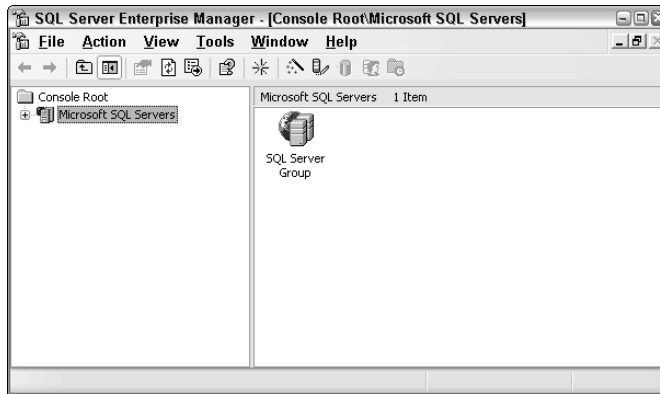 SQL Server Enterprise Manager - [Console Root\Microsoft SQL Servers]
File Action View Tools Window Help
Console Root
Microsoft SQL Servers
Microsoft SQL Servers 1 Item
SQL Server
Group